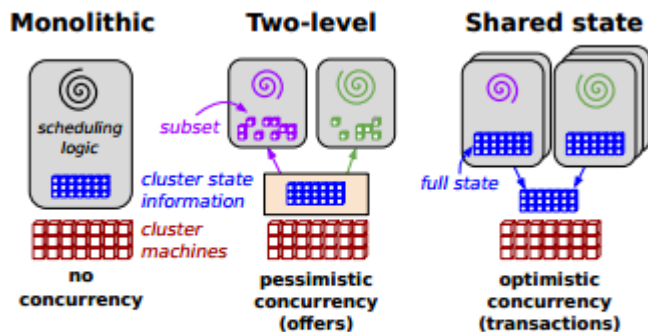 Monolithic
Two-level
Shared state
scheduling
logic
subset
cluster state
information
full state
cluster
machines
no
concurrency
pessimistic
concurrency
(offers)
optimistic
concurrency
(transactions)